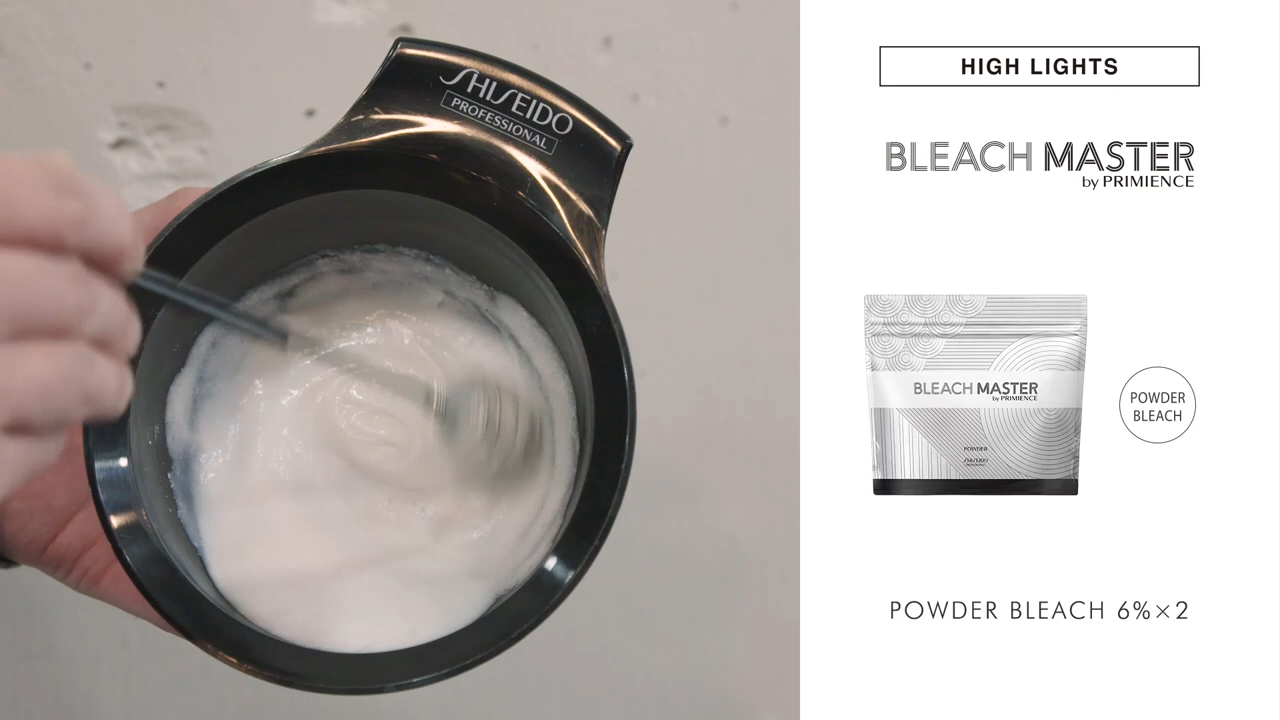 SHISEIDO
PROFESSIONAL
HIGH LIGHTS
BLEACH MASTER
by PRIMIENCE
BLEACH MASTER
by PRIMIENCE
POWDER
SHISEIDO
POWDER
BLEACH
POWDER BLEACH 6%×2